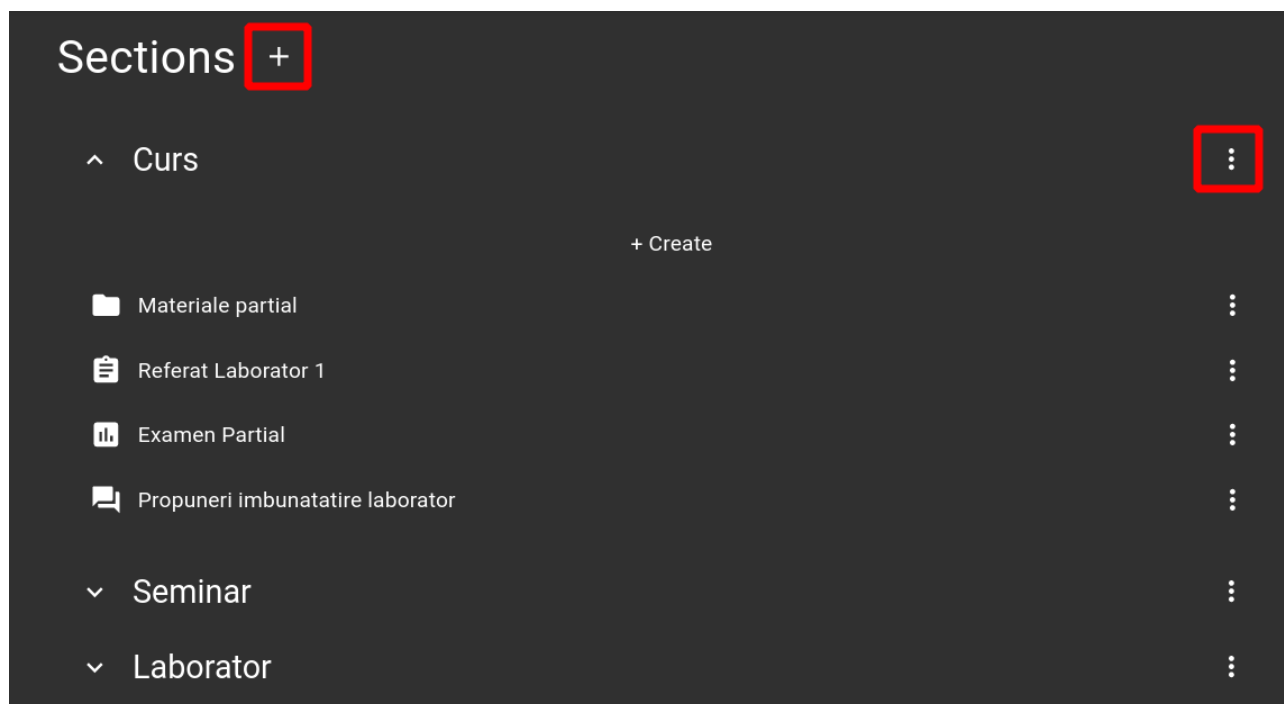 Sections +
Curs
+ Create
Materiale partial
Referat Laborator 1
Examen Partial
Propuneri imbunatatire laborator
Seminar
Laborator